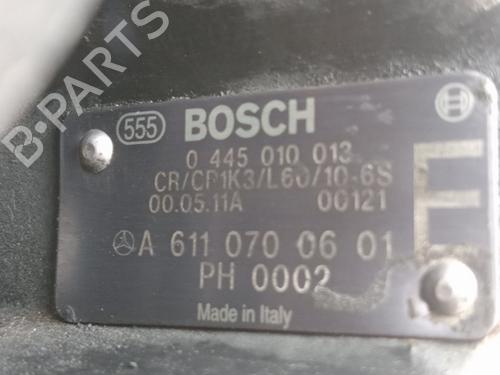 B-PARTS
555 BOSCH
0 445 010 013
CR/CP1K3/L60/10-6S
00.05.11A 00121
A 611 070 06 01
PH 0002
E
Made in Italy